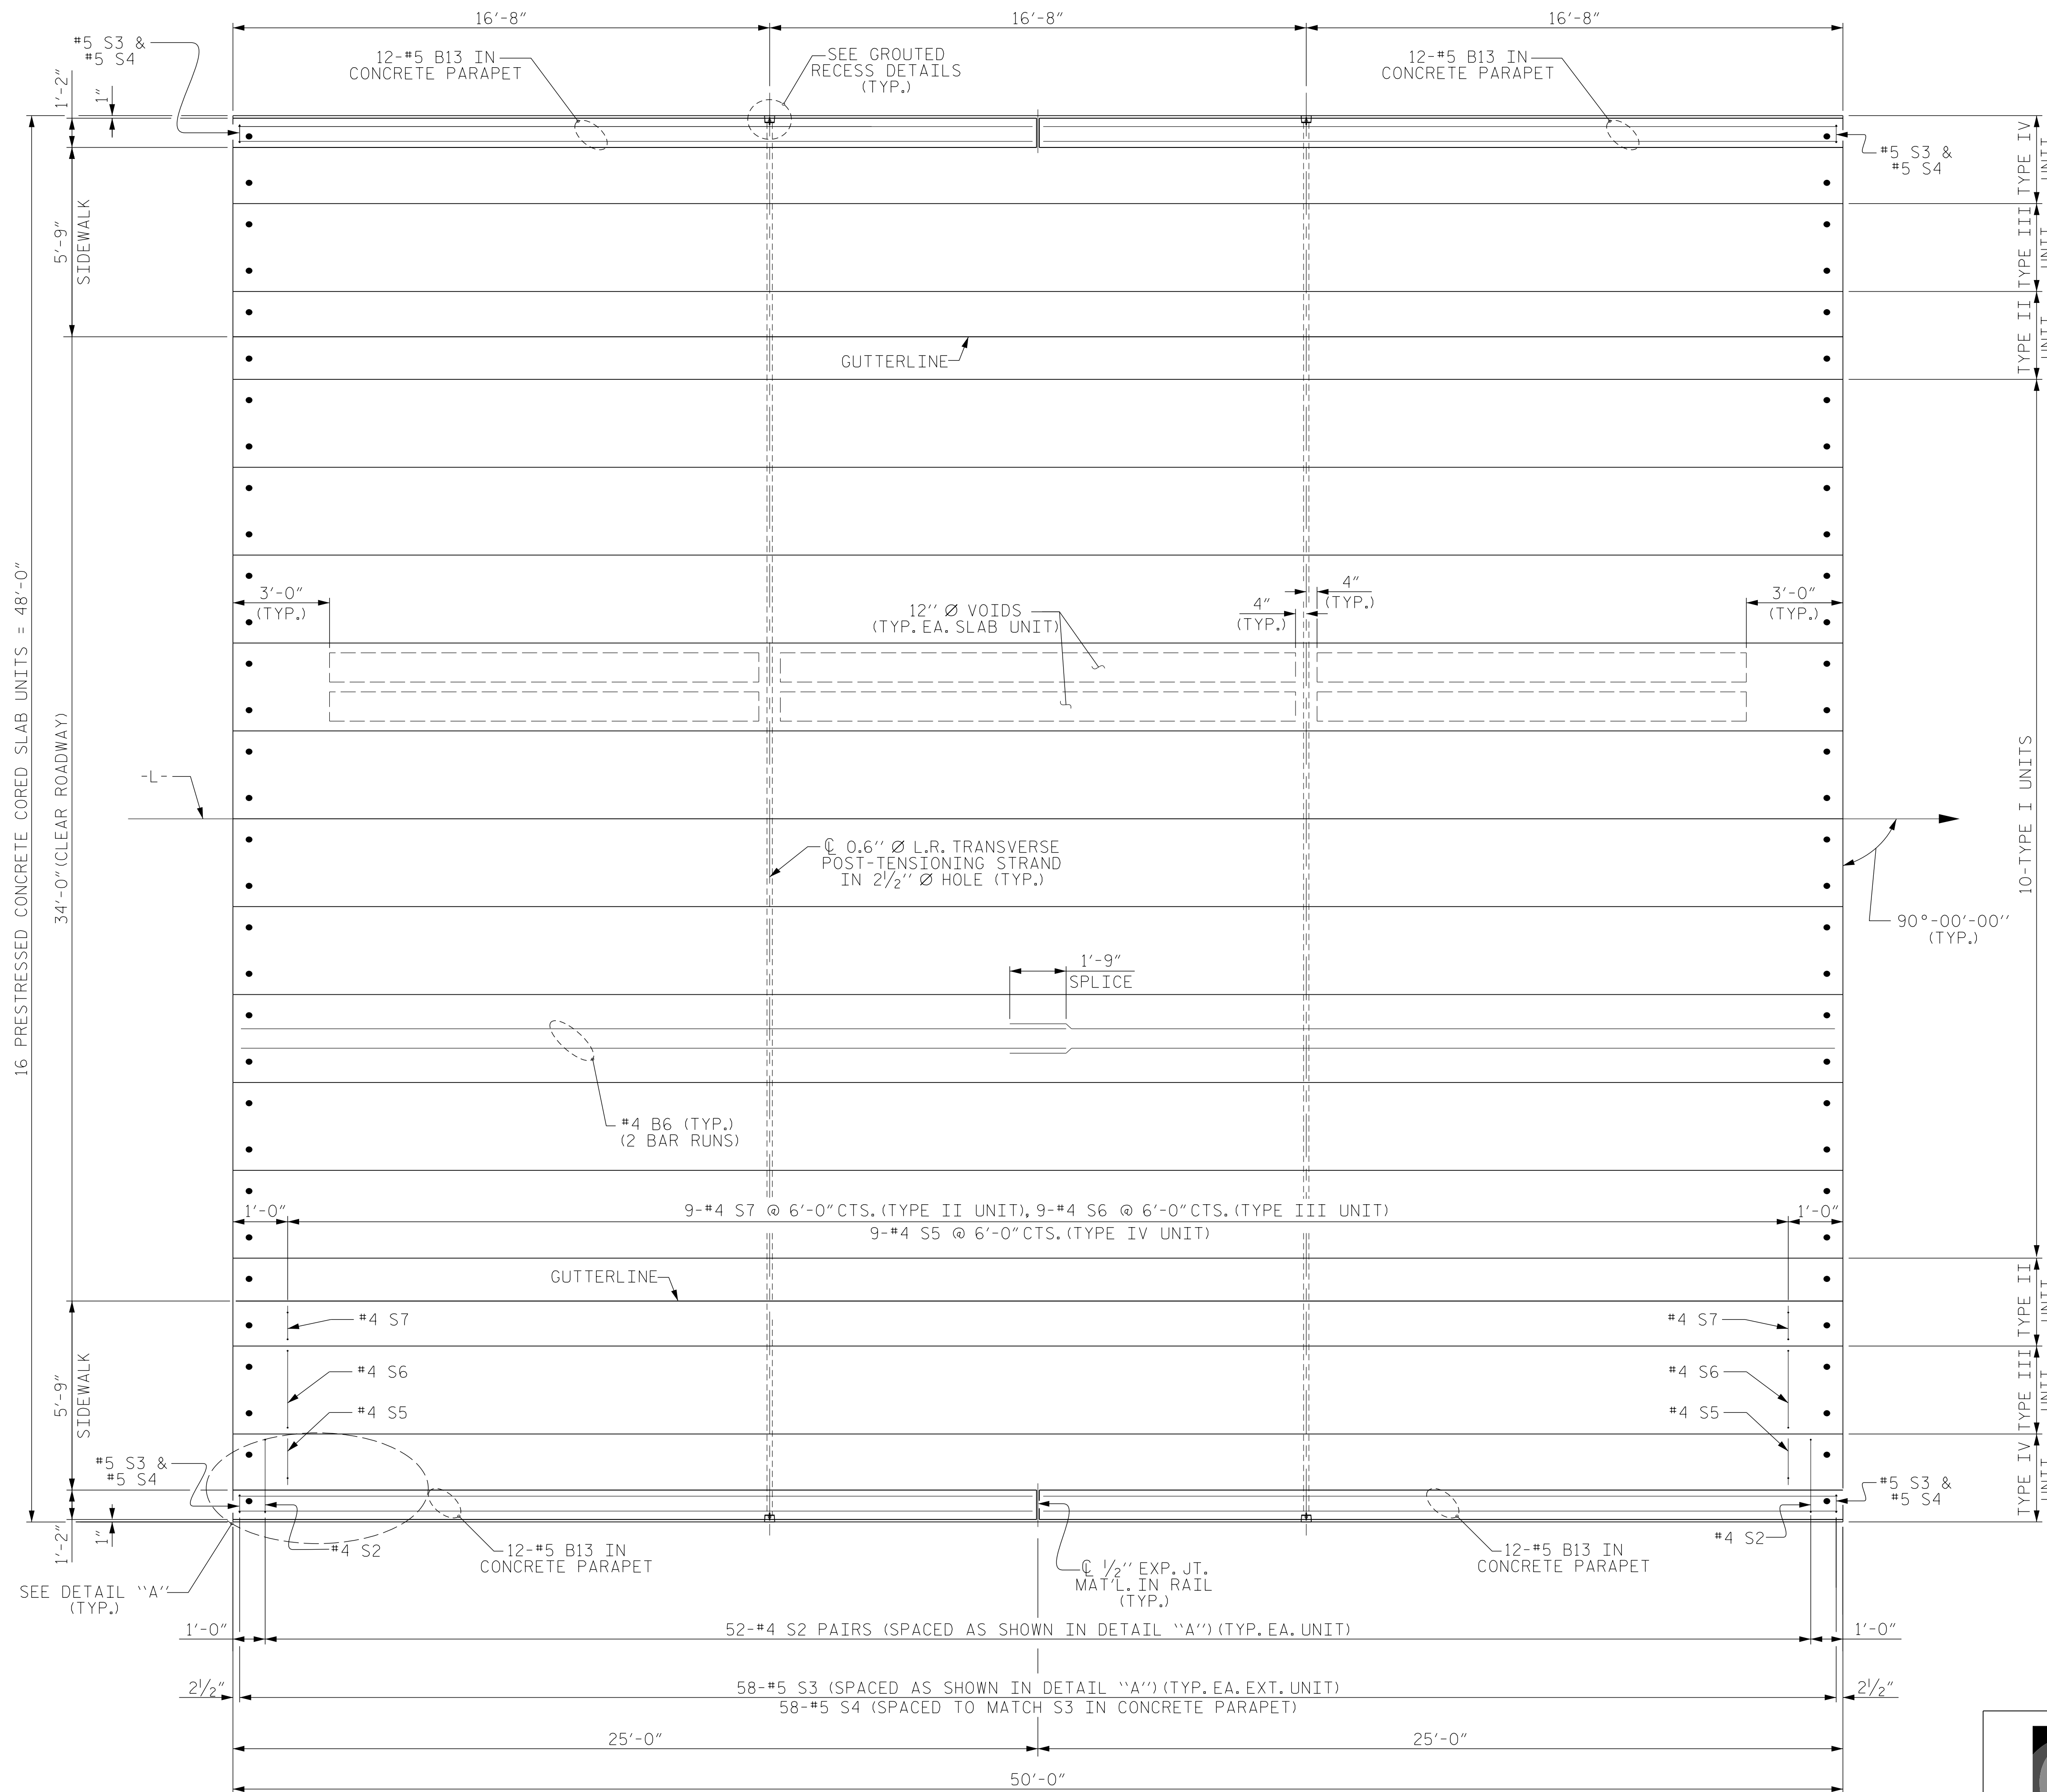 16'-8" 16'-8" 16'-8"
#5 S3 &
#5 S4
12-#5 B13 IN
CONCRETE PARAPET
SEE GROUTED
RECESS DETAILS
(TYP.)
12-#5 B13 IN
CONCRETE PARAPET
1'-2"
1"
#5 S3 &
#5 S4
TYPE IV
UNIT
5'-9"
SIDEWALK
TYPE III
UNIT
TYPE II
UNIT
GUTTERLINE
16 PRESTRESSED CONCRETE CORED SLAB UNITS = 48'-0"
34'-0" (CLEAR ROADWAY)
3'-0"
(TYP.)
12'' Ø VOIDS
(TYP. EA. SLAB UNIT)
4"
(TYP.)
4"
(TYP.)
3'-0"
(TYP.)
10-TYPE I UNITS
-L-
℄ 0.6'' Ø L.R. TRANSVERSE
POST-TENSIONING STRAND
IN 2½'' Ø HOLE (TYP.)
90°-00'-00''
(TYP.)
1'-9"
SPLICE
#4 B6 (TYP.)
(2 BAR RUNS)
1'-0" 9-#4 S7 @ 6'-0" CTS. (TYPE II UNIT), 9-#4 S6 @ 6'-0" CTS. (TYPE III UNIT) 1'-0"
9-#4 S5 @ 6'-0" CTS. (TYPE IV UNIT)
GUTTERLINE
TYPE II
UNIT
#4 S7 #4 S7
5'-9"
SIDEWALK
#4 S6 #4 S6
TYPE III
UNIT
#4 S5 #4 S5
#5 S3 &
#5 S4
#5 S3 &
#5 S4
TYPE IV
UNIT
1'-2"
1"
#4 S2
12-#5 B13 IN
CONCRETE PARAPET
℄ ½'' EXP. JT.
MAT'L. IN RAIL
(TYP.)
12-#5 B13 IN
CONCRETE PARAPET
#4 S2
SEE DETAIL ``A''
(TYP.)
1'-0" 52-#4 S2 PAIRS (SPACED AS SHOWN IN DETAIL ``A'') (TYP. EA. UNIT) 1'-0"
2½" 58-#5 S3 (SPACED AS SHOWN IN DETAIL ``A'') (TYP. EA. EXT. UNIT) 2½"
58-#5 S4 (SPACED TO MATCH S3 IN CONCRETE PARAPET)
25'-0" 25'-0"
50'-0"